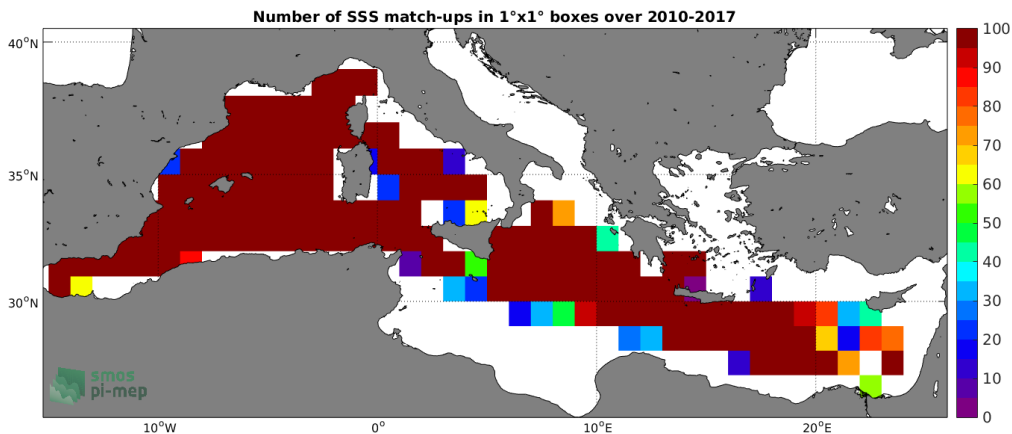 Number of SSS match-ups in 1°x1° boxes over 2010-2017
40°N
35°N
30°N
10°W
0°
10°E
20°E
100
90
80
70
60
50
40
30
20
10
0
smos
pi-mep